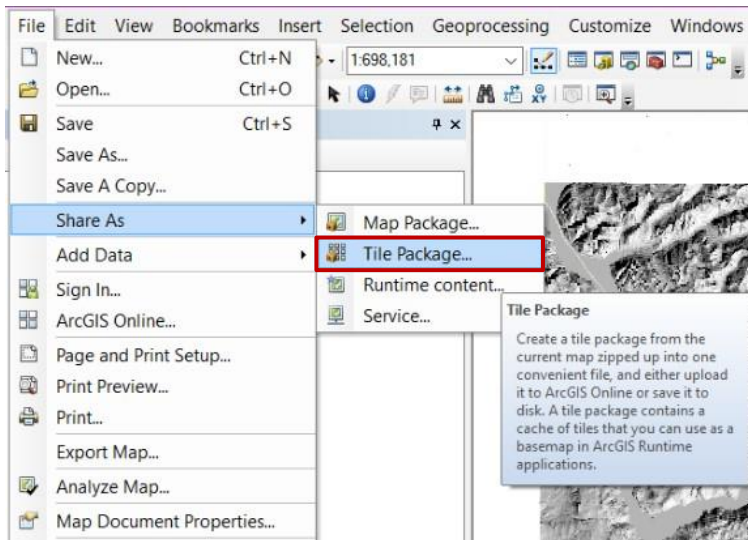 File Edit View Bookmarks Insert Selection Geoprocessing Customize Windows
New... Ctrl+N
1:698,181
Open... Ctrl+O
Save Ctrl+S
Save As...
Save A Copy...
Share As
Map Package...
Add Data
Tile Package...
Sign In...
Runtime content...
ArcGIS Online...
Service...
Page and Print Setup...
Print Preview...
Print...
Export Map...
Analyze Map...
Map Document Properties...
Tile Package
Create a tile package from the
current map zipped up into one
convenient file, and either upload
it to ArcGIS Online or save it to
disk. A tile package contains a
cache of tiles that you can use as a
basemap in ArcGIS Runtime
applications.